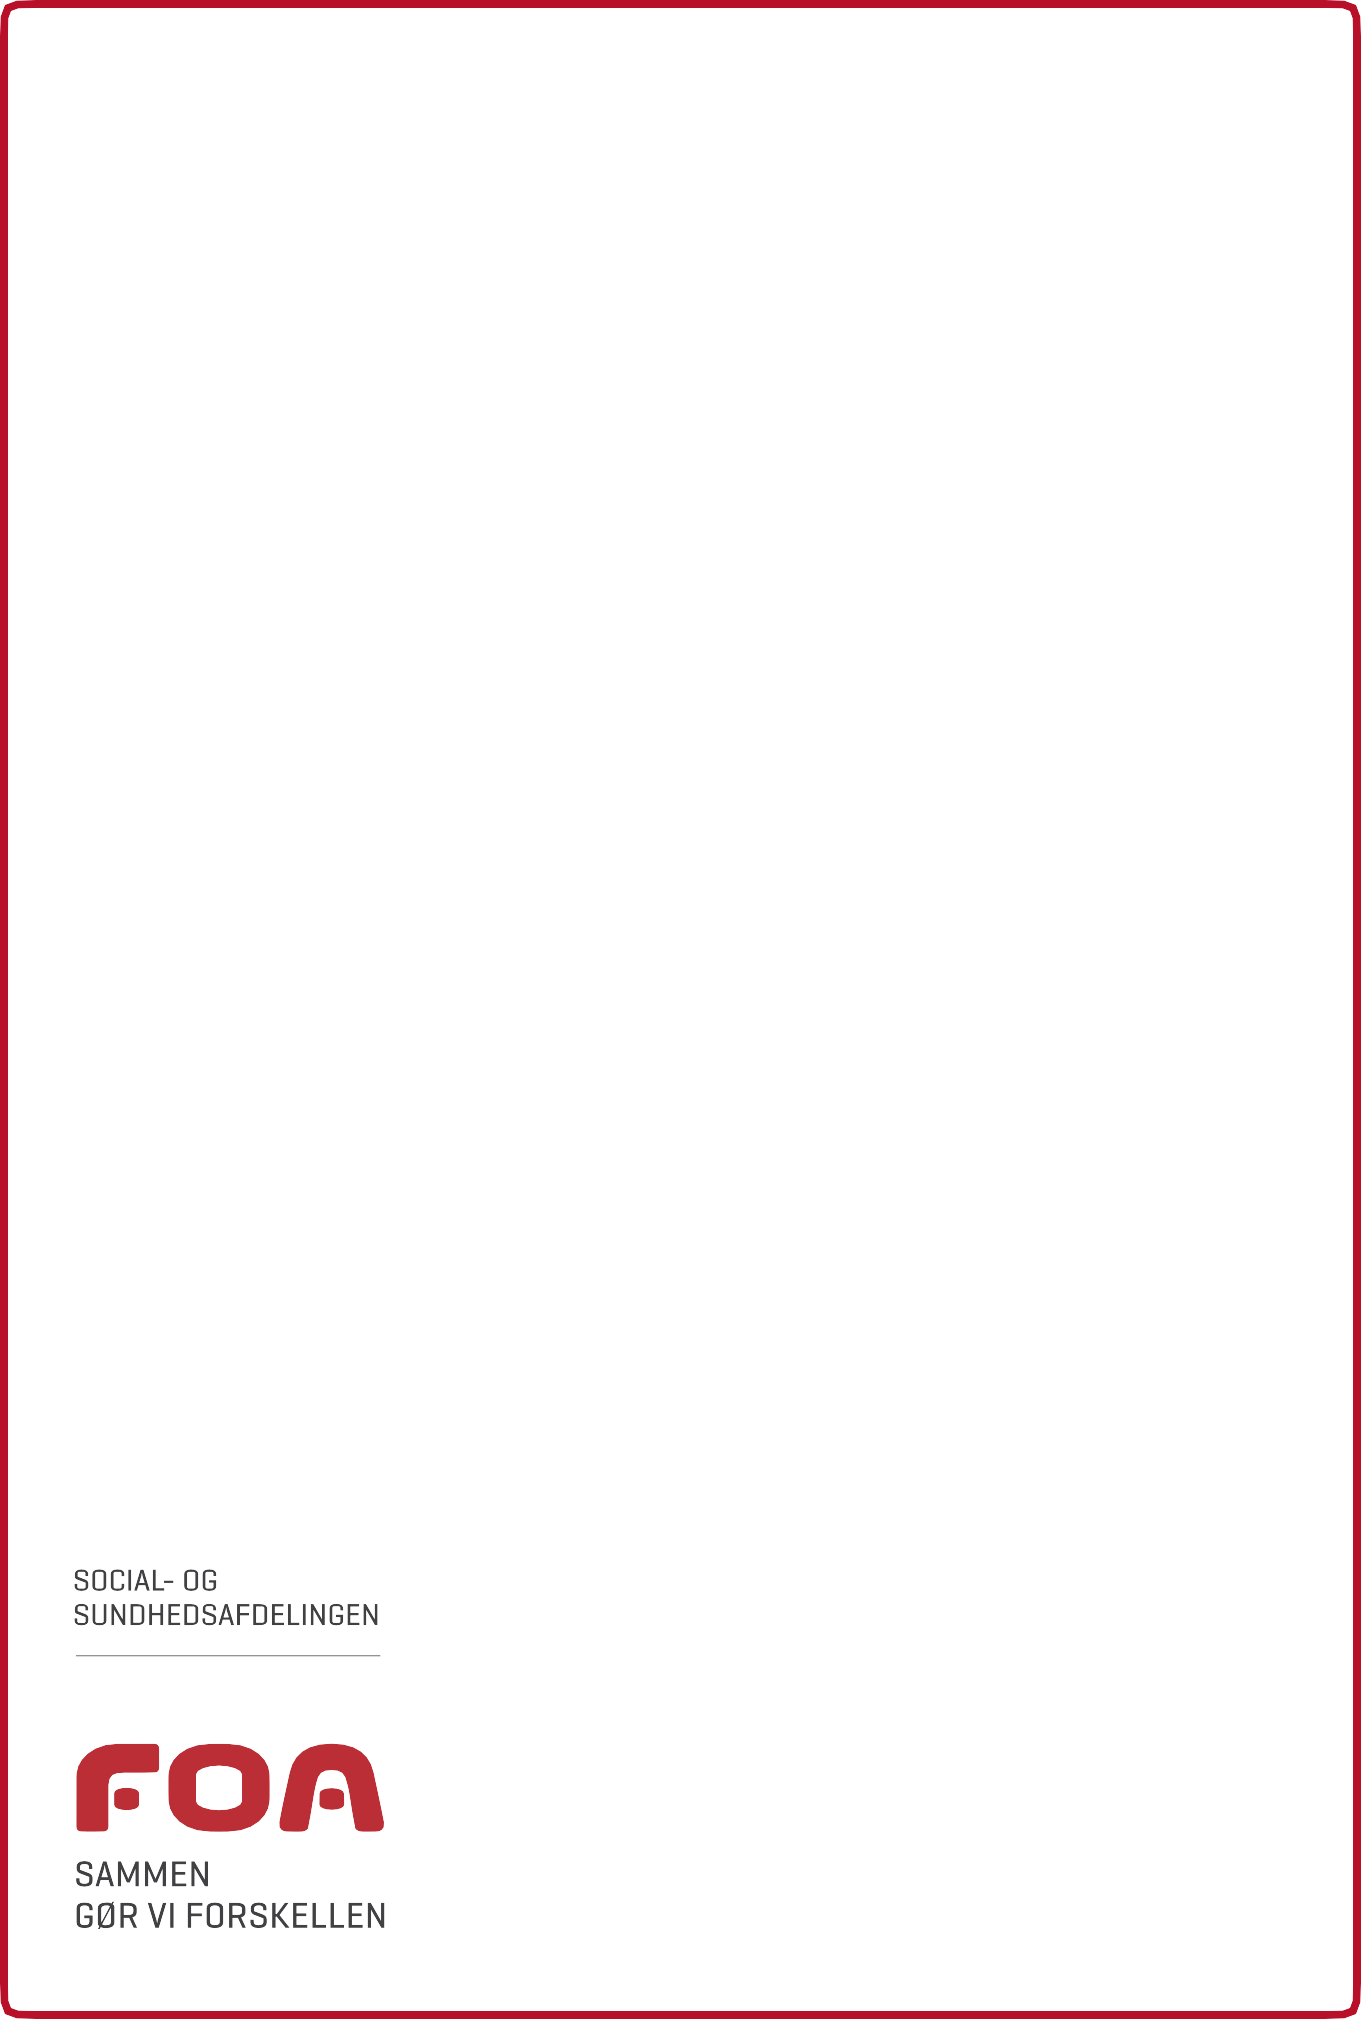 SOCIAL- OG
SUNDHEDSAFDELINGEN
FOA
SAMMEN
GØR VI FORSKELLEN